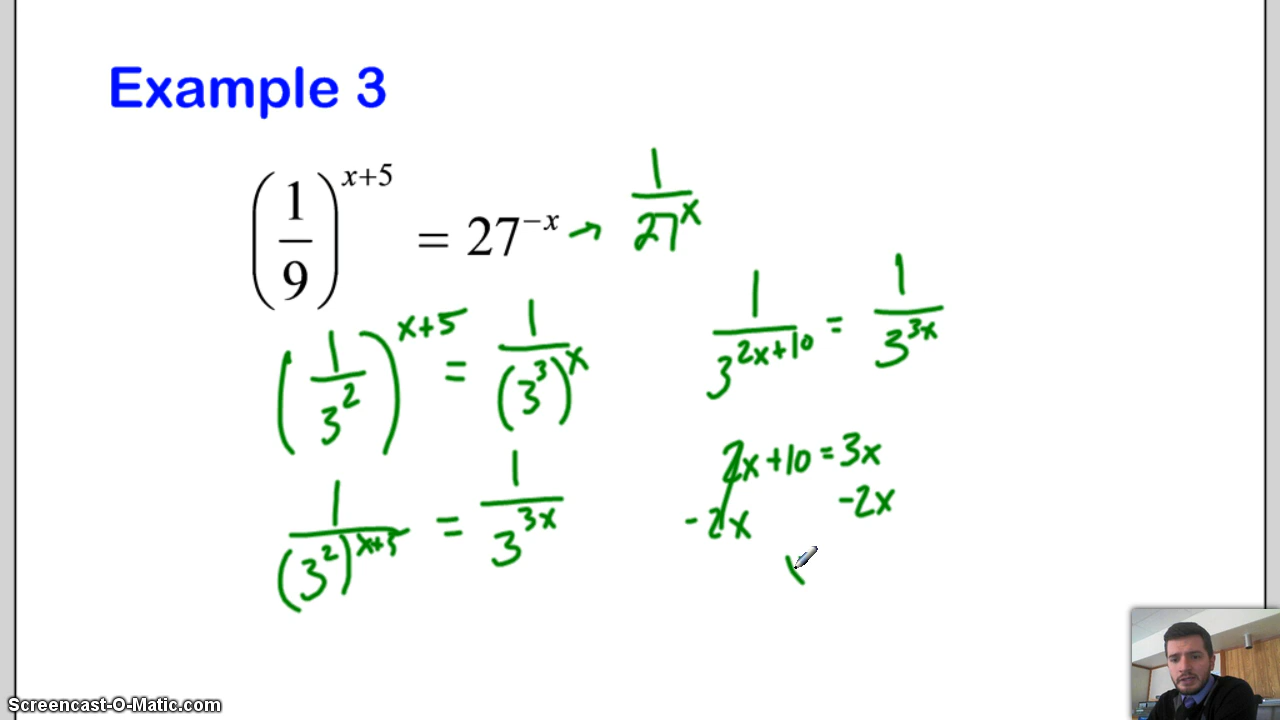 Example 3
(1/9)^{x+5} = 27^{-x} → 1/27^x
(1/3^2)^{x+5} = 1/(3^3)^x
1/(3^2)^{x+5} = 1/3^{3x}
1/3^{2x+10} = 1/3^{3x}
2x+10=3x
-2x -2x
Screencast-O-Matic.com